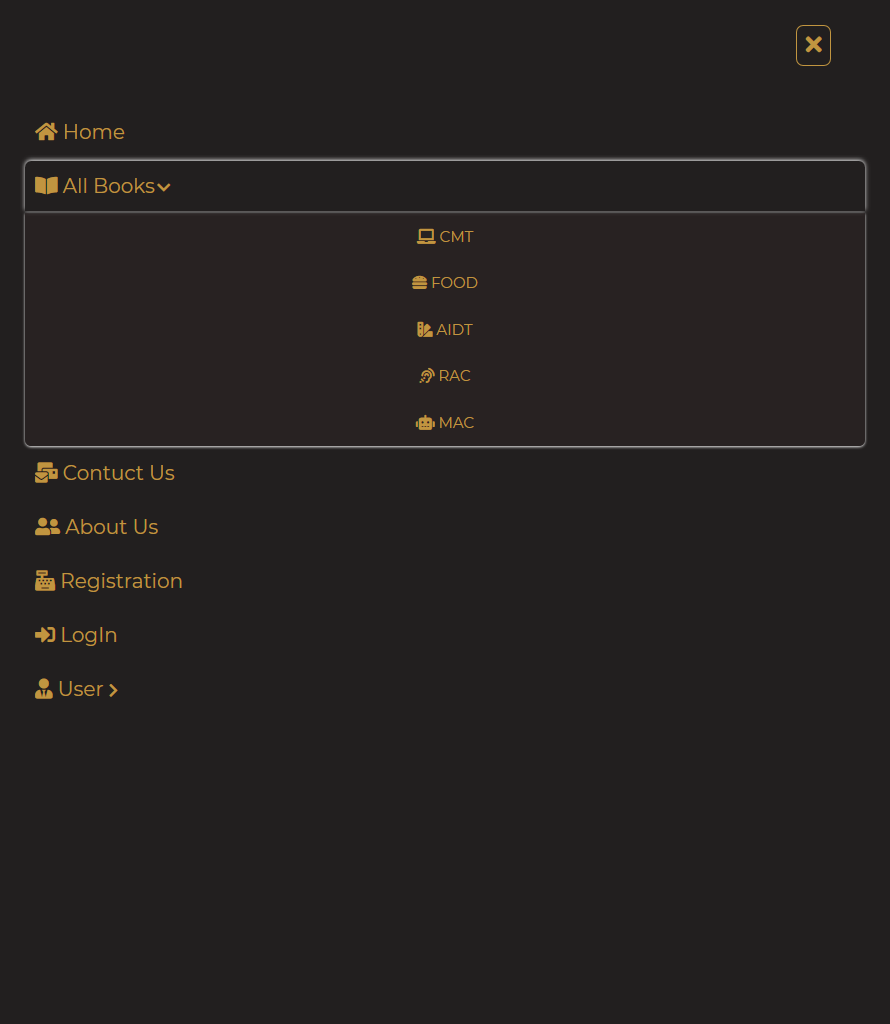 Home
All Books
CMT
FOOD
AIDT
RAC
MAC
Contuct Us
About Us
Registration
LogIn
User